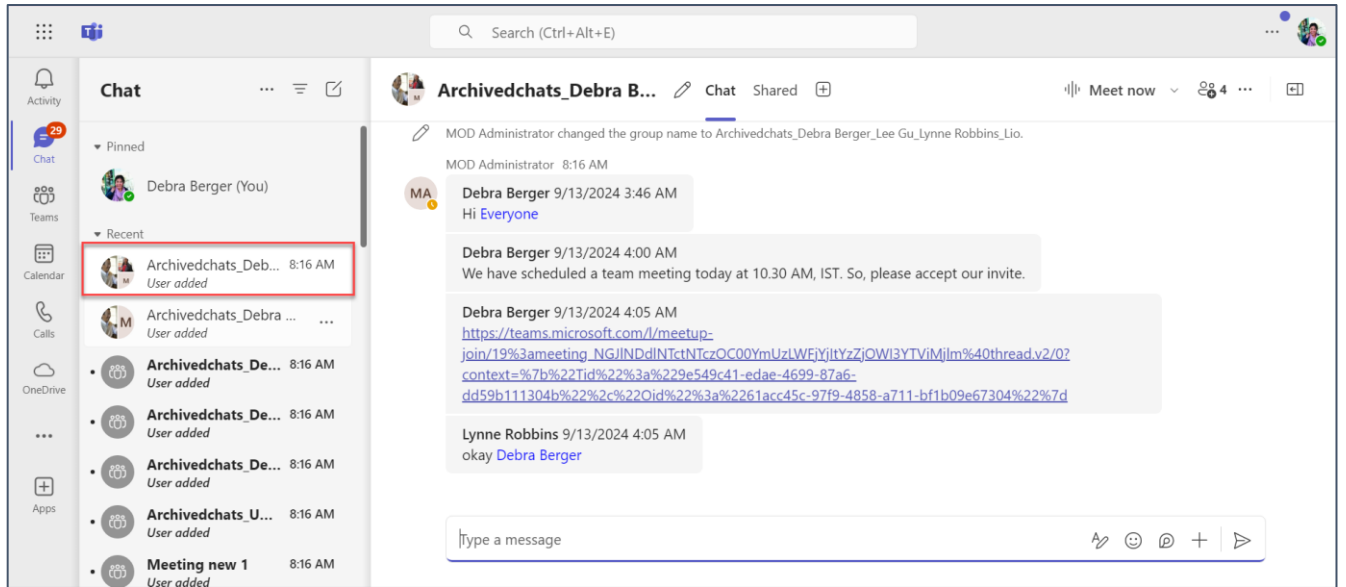 Search (Ctrl+Alt+E)
Activity
29
Chat
Teams
Calendar
Calls
OneDrive
Apps
Chat
Pinned
Debra Berger (You)
Recent
Archivedchats_Deb... 8:16 AM
User added
Archivedchats_Debra ...
User added
Archivedchats_De... 8:16 AM
User added
Archivedchats_De... 8:16 AM
User added
Archivedchats_De... 8:16 AM
User added
Archivedchats_U... 8:16 AM
User added
Meeting new 1 8:16 AM
User added
Archivedchats_Debra B... Chat Shared Meet now 4
MOD Administrator changed the group name to Archivedchats_Debra Berger_Lee Gu_Lynne Robbins_Lio.
MOD Administrator 8:16 AM
MA
Debra Berger 9/13/2024 3:46 AM
Hi Everyone
Debra Berger 9/13/2024 4:00 AM
We have scheduled a team meeting today at 10.30 AM, IST. So, please accept our invite.
Debra Berger 9/13/2024 4:05 AM
https://teams.microsoft.com/l/meetup-
join/19%3ameeting_NGJlNDdlNTctNTczOC00YmUzLWFjYjItYzZjOWI3YTViMjlm%40thread.v2/0?
context=%7b%22Tid%22%3a%229e549c41-edae-4699-87a6-
dd59b111304b%22%2c%22Oid%22%3a%2261acc45c-97f9-4858-a711-bf1b09e67304%22%7d
Lynne Robbins 9/13/2024 4:05 AM
okay Debra Berger
Type a message